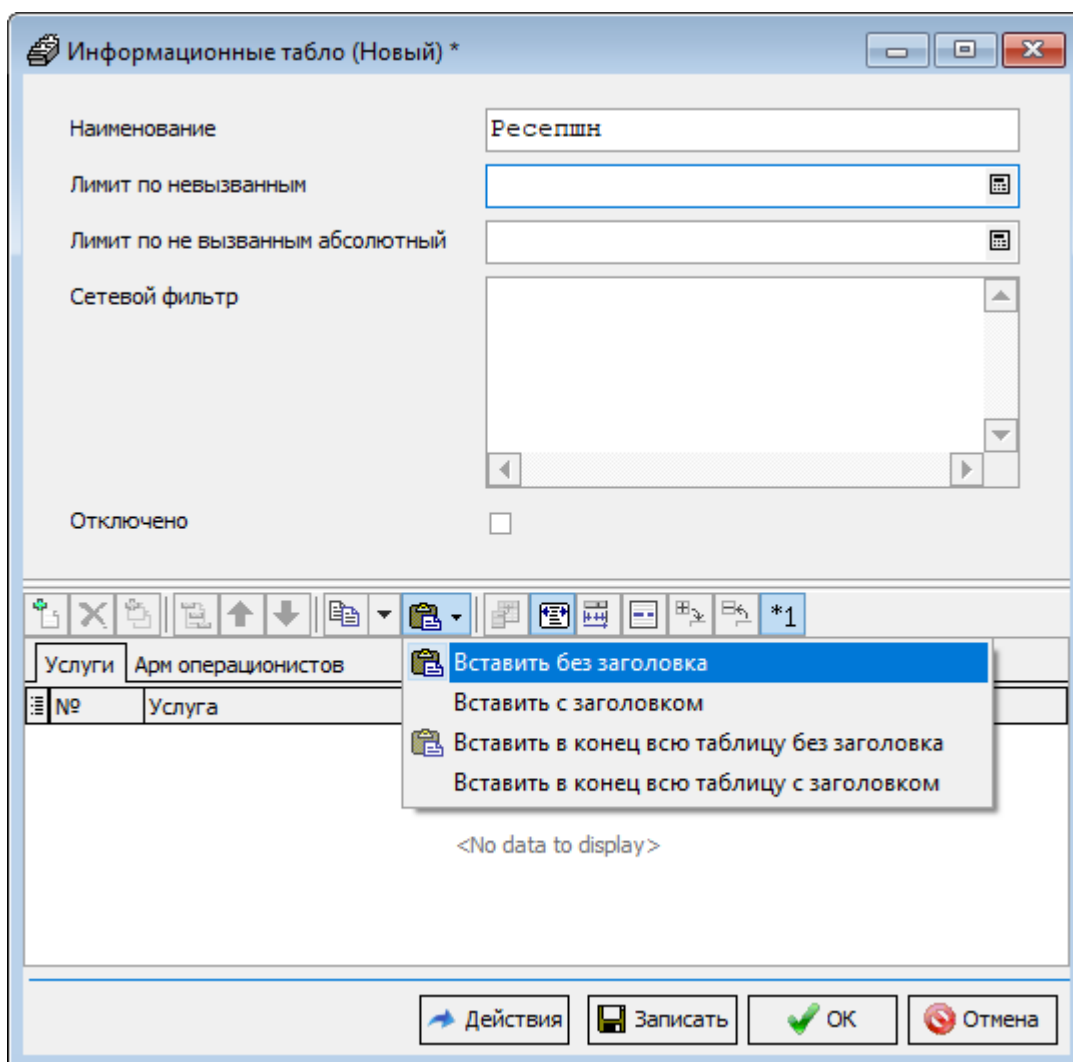 Информационные табло (Новый) *
Наименование
Ресепшн
Лимит по невызванным
Лимит по не вызванным абсолютный
Сетевой фильтр
Отключено
*1
Услуги Арм операционистов
№ Услуга
Вставить без заголовка
Вставить с заголовком
Вставить в конец всю таблицу без заголовка
Вставить в конец всю таблицу с заголовком
<No data to display>
Действия Записать ОК Отмена